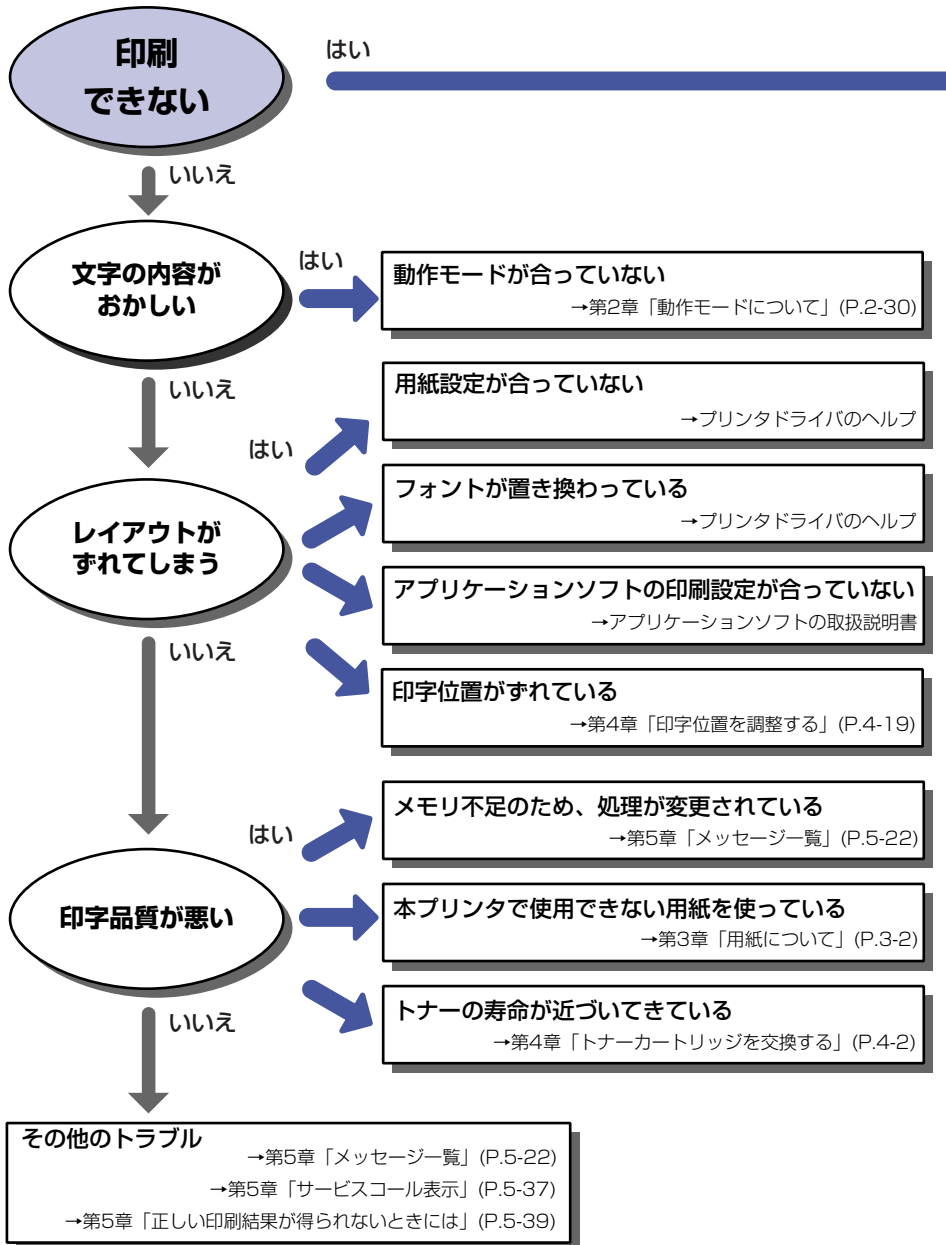 印刷
できない
はい
いいえ
文字の内容が
おかしい
はい
動作モードが合っていない
→第2章「動作モードについて」(P.2-30)
いいえ
レイアウトが
ずれてしまう
はい
用紙設定が合っていない
→プリンタドライバのヘルプ
フォントが置き換わっている
→プリンタドライバのヘルプ
アプリケーションソフトの印刷設定が合っていない
→アプリケーションソフトの取扱説明書
印字位置がずれている
→第4章「印字位置を調整する」(P.4-19)
いいえ
印字品質が悪い
はい
メモリ不足のため、処理が変更されている
→第5章「メッセージ一覧」(P.5-22)
本プリンタで使用できない用紙を使っている
→第3章「用紙について」(P.3-2)
トナーの寿命が近づいてきている
→第4章「トナーカートリッジを交換する」(P.4-2)
いいえ
その他のトラブル
→第5章「メッセージ一覧」(P.5-22)
→第5章「サービスコール表示」(P.5-37)
→第5章「正しい印刷結果が得られないときには」(P.5-39)